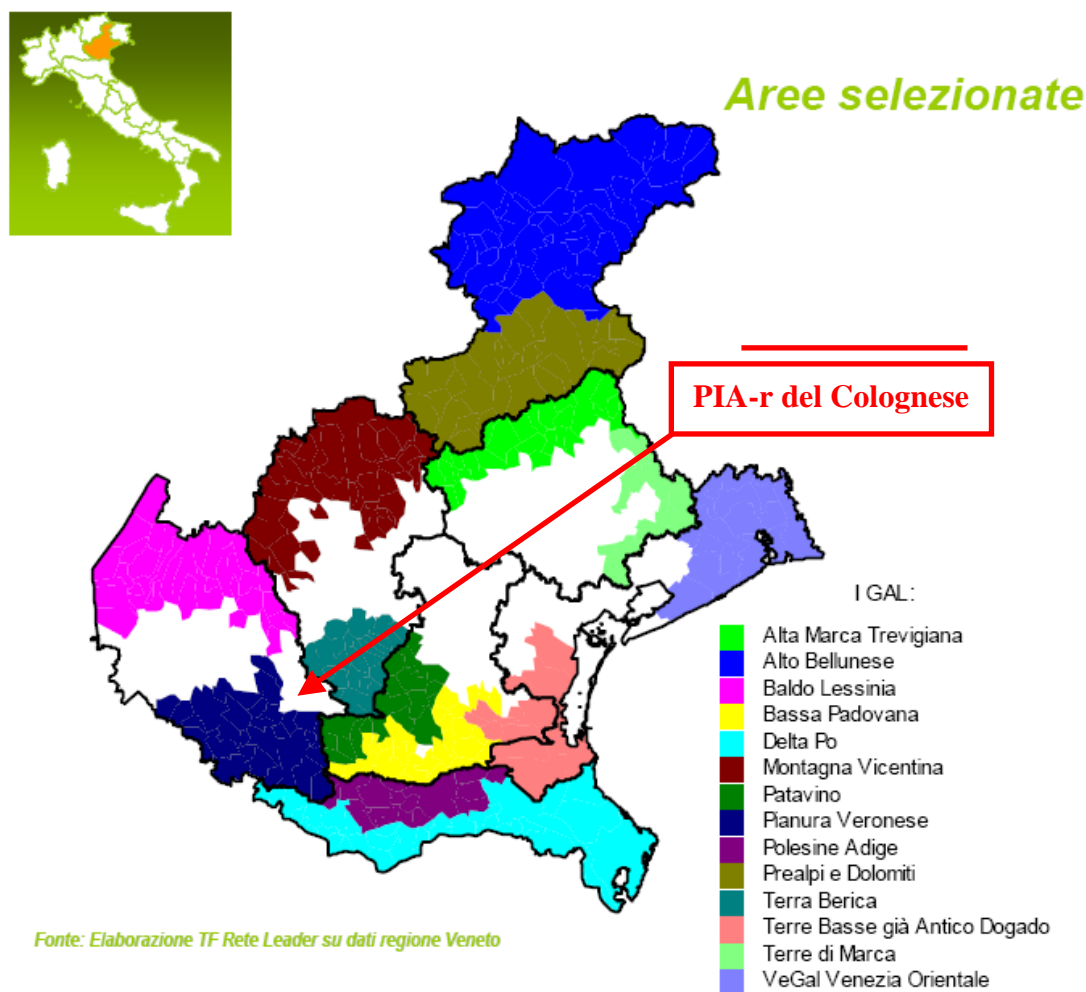 Aree selezionate
PIA-r del Colognese
I GAL:
Alta Marca Trevigiana
Alto Bellunese
Baldo Lessinia
Bassa Padovana
Delta Po
Montagna Vicentina
Patavino
Pianura Veronese
Polesine Adige
Prealpi e Dolomiti
Terra Berica
Terre Basse già Antico Dogado
Terre di Marca
VeGal Venezia Orientale
Fonte: Elaborazione TF Rete Leader su dati regione Veneto